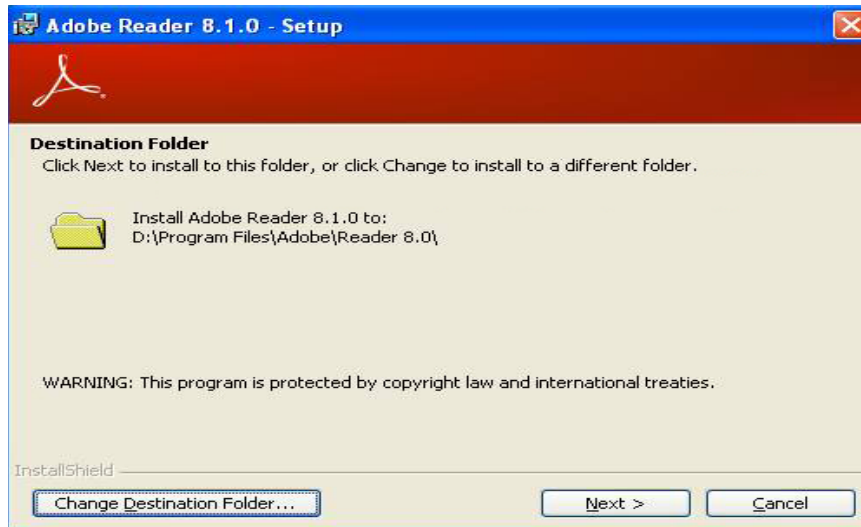 Adobe Reader 8.1.0 - Setup
Destination Folder
Click Next to install to this folder, or click Change to install to a different folder.
Install Adobe Reader 8.1.0 to:
D:\Program Files\Adobe\Reader 8.0\
WARNING: This program is protected by copyright law and international treaties.
InstallShield
Change Destination Folder... Next > Cancel